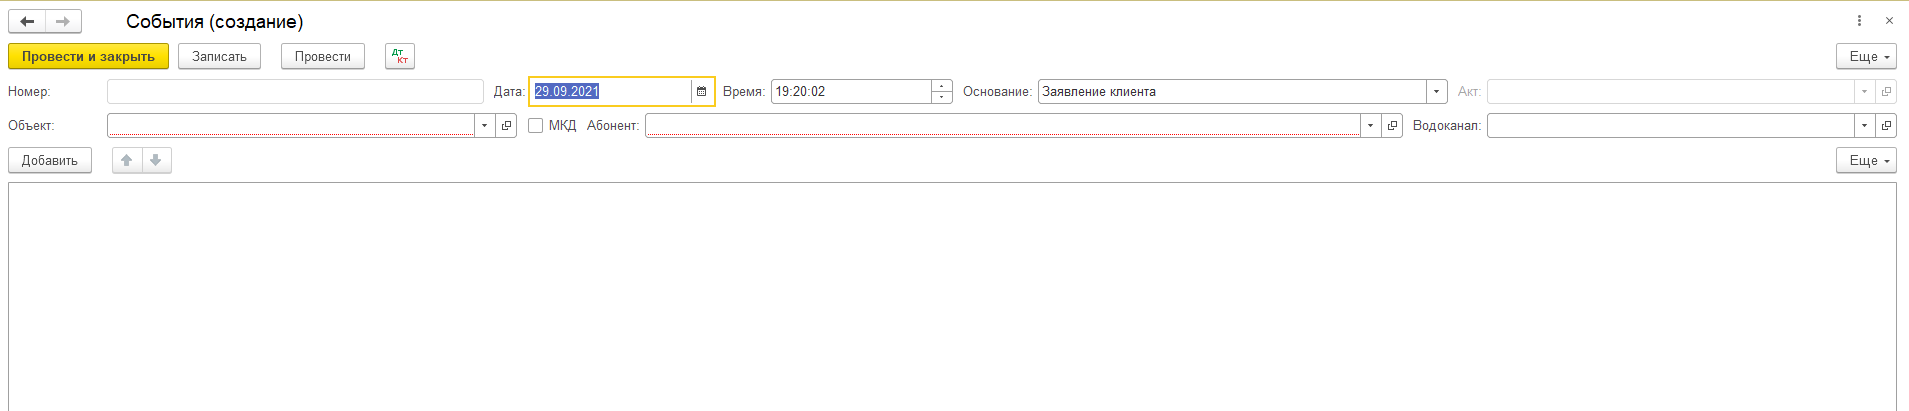 События (создание)
Провести и закрыть Записать Провести Дт Кт Еще
Номер: Дата: 29.09.2021 Время: 19:20:02 Основание: Заявление клиента Акт:
Объект: МКД Абонент: Водоканал:
Добавить Еще